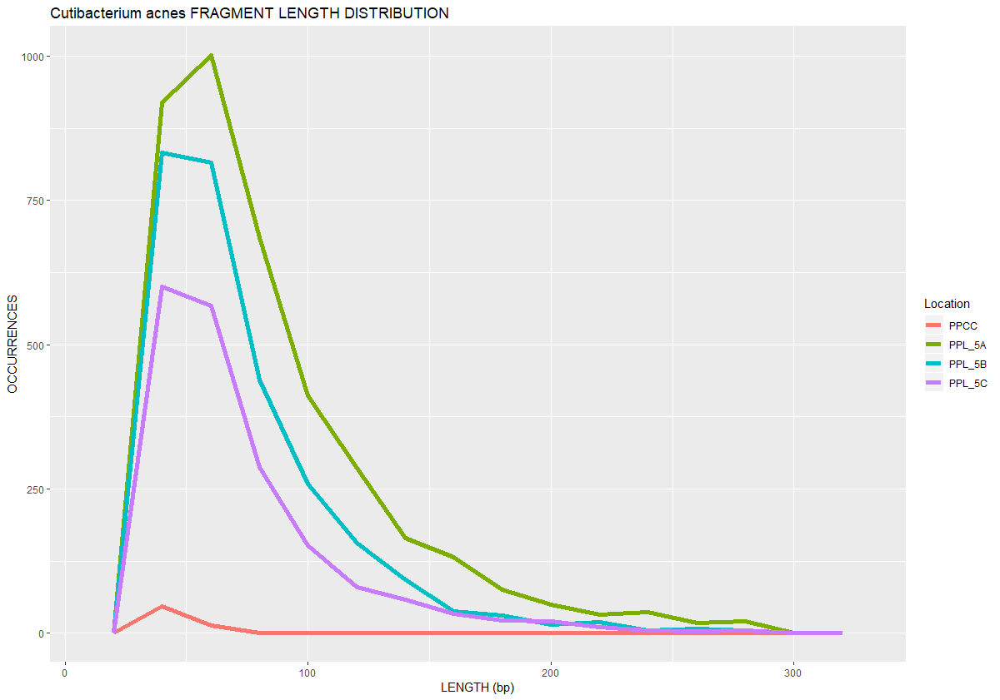 Cutibacterium acnes FRAGMENT LENGTH DISTRIBUTION
1000
750
500
250
0
OCCURRENCES
0 100 200 300
LENGTH (bp)
Location
PPCC
PPL_5A
PPL_5B
PPL_5C